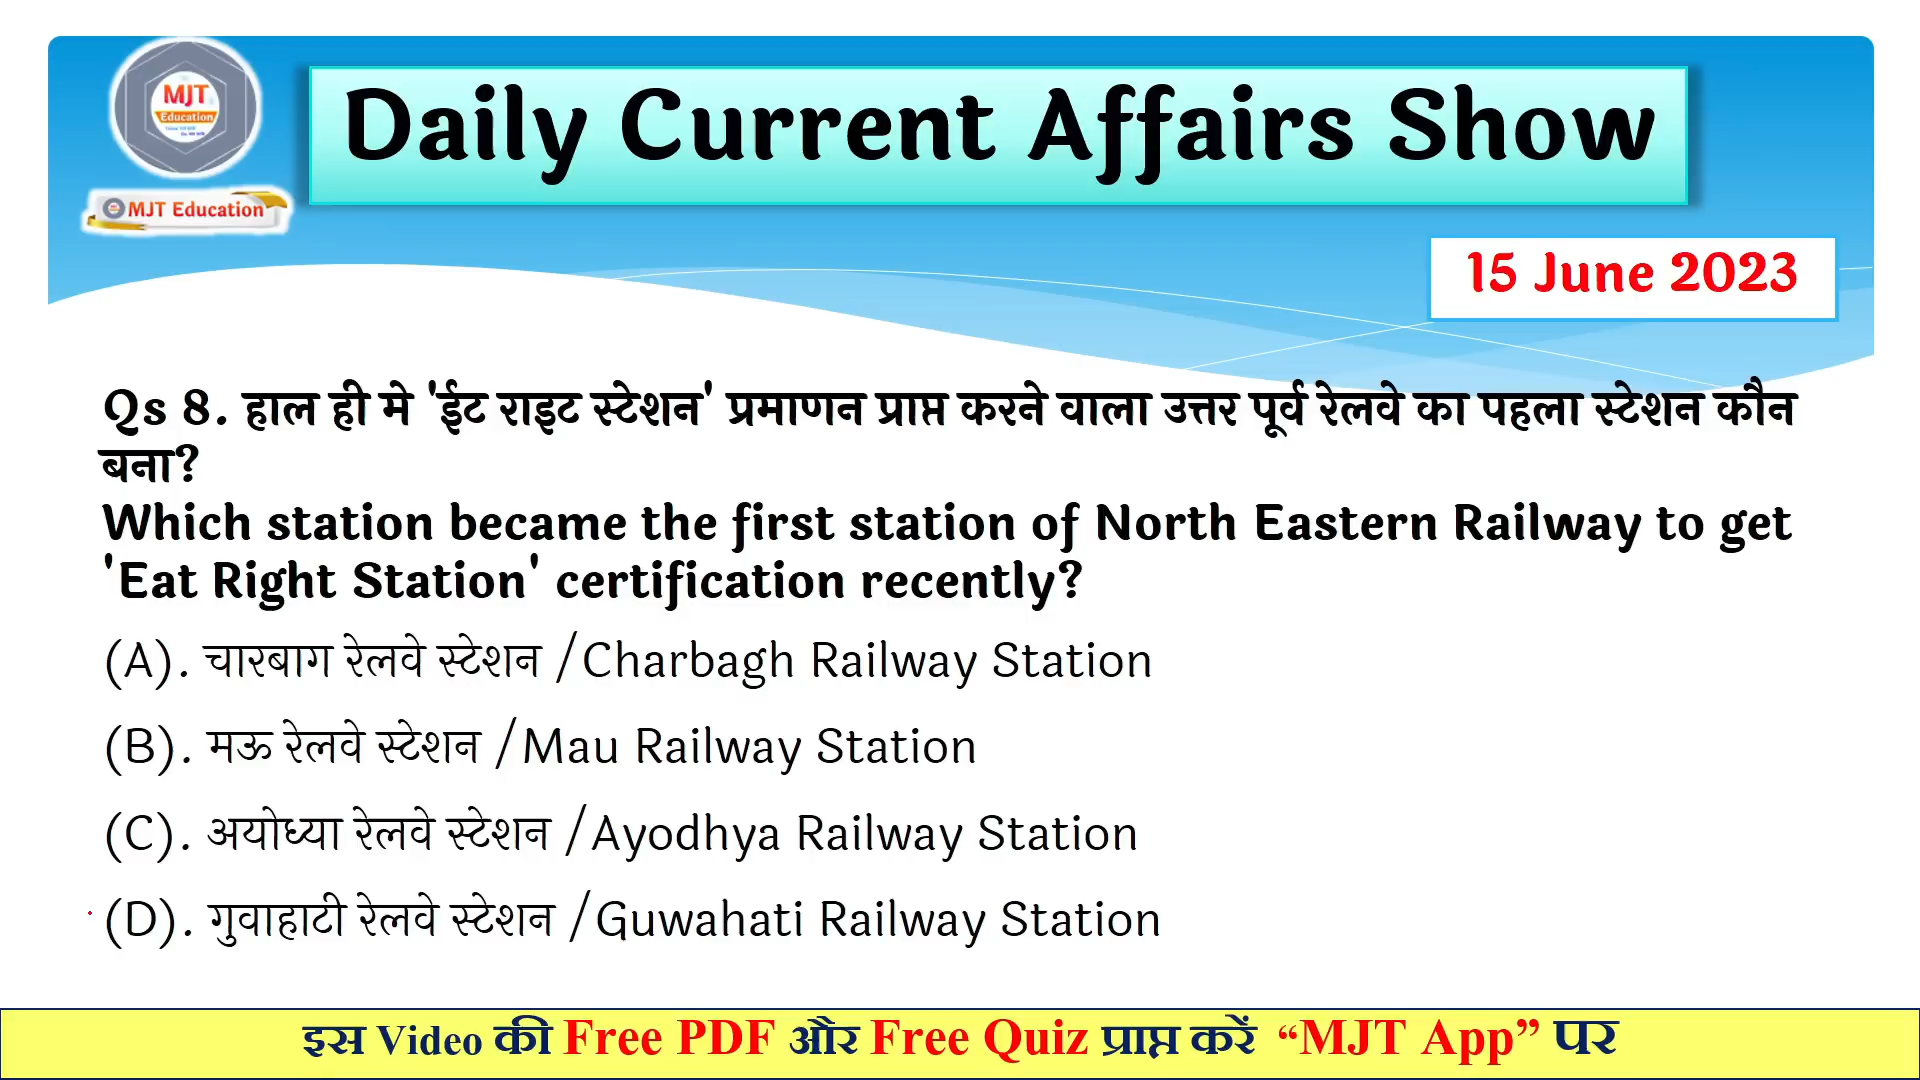 MJT
Education
MJT Education
Daily Current Affairs Show
15 June 2023
Qs 8. हाल ही मे 'ईट राइट स्टेशन' प्रमाणन प्राप्त करने वाला उत्तर पूर्व रेलवे का पहला स्टेशन कौन
बना?
Which station became the first station of North Eastern Railway to get
'Eat Right Station' certification recently?
(A). चारबाग रेलवे स्टेशन /Charbagh Railway Station
(B). मऊ रेलवे स्टेशन /Mau Railway Station
(C). अयोध्या रेलवे स्टेशन /Ayodhya Railway Station
(D). गुवाहाटी रेलवे स्टेशन /Guwahati Railway Station
इस Video की Free PDF और Free Quiz प्राप्त करें “MJT App” पर